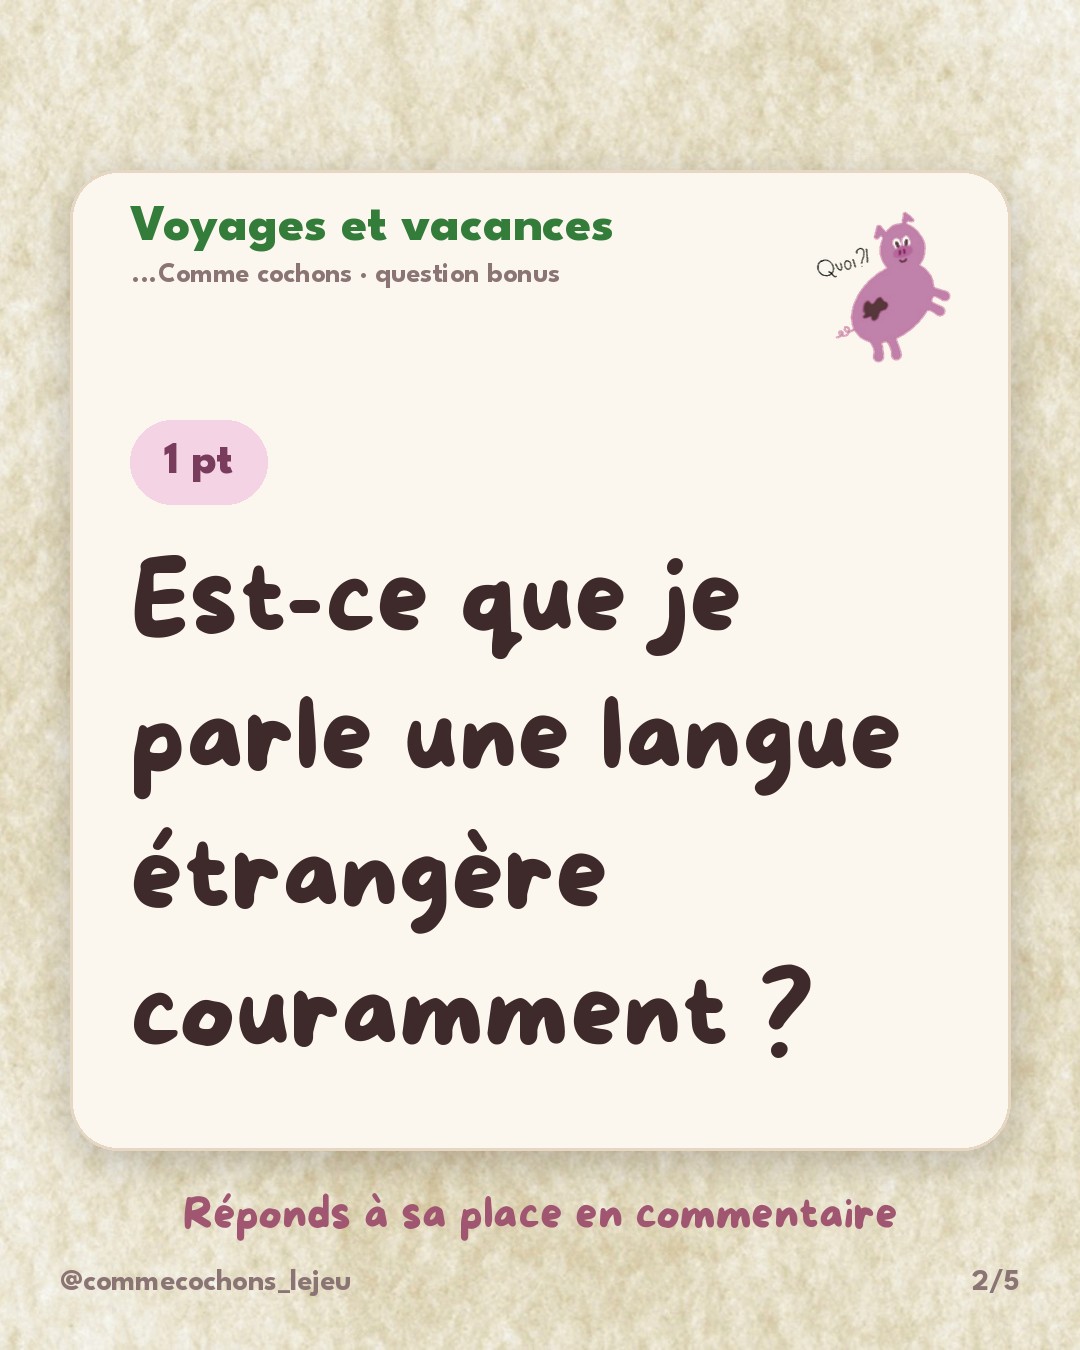 Voyages et vacances
...Comme cochons · question bonus
Quoi?!
1 pt
Est-ce que je
parle une langue
étrangère
couramment ?
Réponds à sa place en commentaire
@commecochons_lejeu
2/5